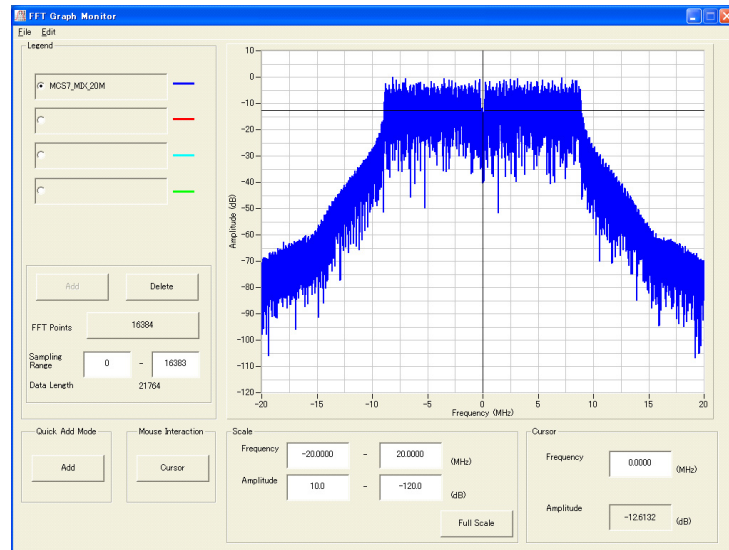 FFT Graph Monitor
File Edit
Legend
MCS7_MIX_20M
Add Delete
FFT Points 16384
Sampling Range 0 - 16383
Data Length 21764
Quick Add Mode
Add
Mouse Interaction
Cursor
10
0
-10
-20
-30
-40
-50
-60
-70
-80
-90
-100
-110
-120
Amplitude (dB)
-20 -15 -10 -5 0 5 10 15 20
Frequency (MHz)
Scale
Frequency -20.0000 - 20.0000 (MHz)
Amplitude 10.0 - -120.0 (dB)
Full Scale
Cursor
Frequency 0.0000 (MHz)
Amplitude -12.6132 (dB)